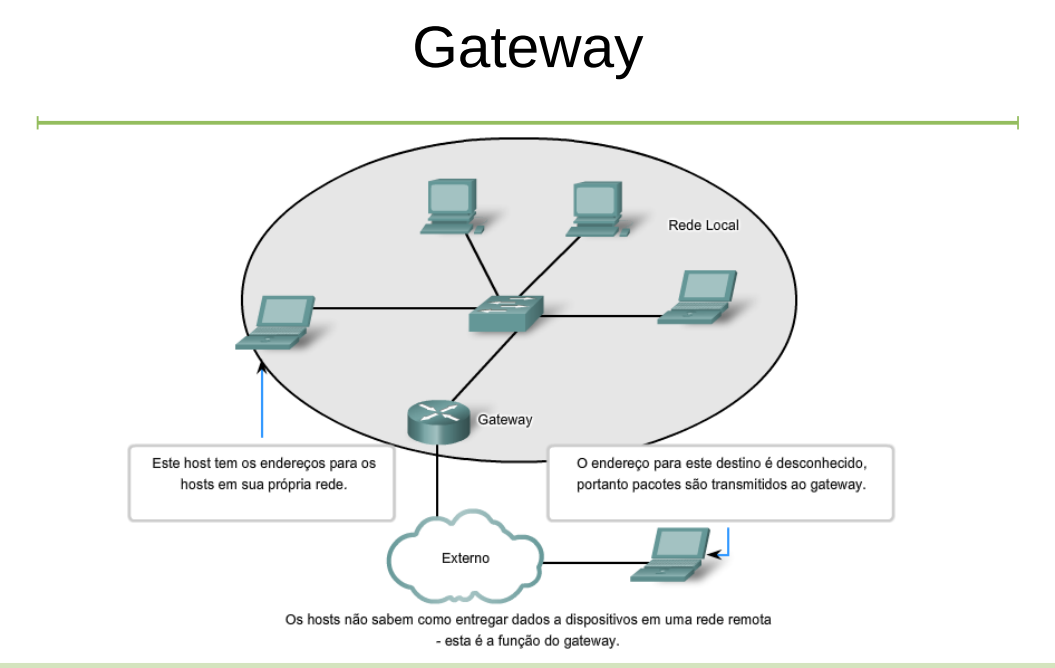 Gateway
Rede Local
Gateway
Este host tem os endereços para os
hosts em sua própria rede.
O endereço para este destino é desconhecido,
portanto pacotes são transmitidos ao gateway.
Externo
Os hosts não sabem como entregar dados a dispositivos em uma rede remota
- esta é a função do gateway.